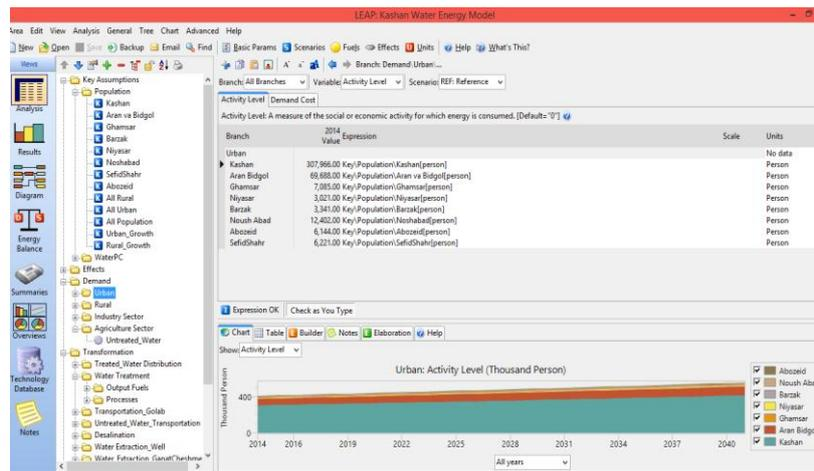 LEAP: Kashan Water Energy Model
Area Edit View Analysis General Tree Chart Advanced Help
New Open Save Backup Email Find Basic Params Scenarios Fuels Effects Units Help What's This?
Views
Branch: Demand\Urban\...
Branch: All Branches Variable: Activity Level Scenario: REF: Reference
Activity Level Demand Cost
Activity Level: A measure of the social or economic activity for which energy is consumed. [Default="0"]
Branch 2014 Value Expression Scale Units
Urban No data
Kashan 307,966.00 Key\Population\Kashan[person] Person
Aran Bidgol 69,688.00 Key\Population\Aran va Bidgol[person] Person
Ghamsar 7,085.00 Key\Population\Ghamsar[person] Person
Niyasar 3,021.00 Key\Population\Niyasar[person] Person
Barzak 3,341.00 Key\Population\Barzak[person] Person
Noush Abad 12,402.00 Key\Population\Noshabad[person] Person
Abozeid 6,144.00 Key\Population\Abozeid[person] Person
SefidShahr 6,221.00 Key\Population\SefidShahr[person] Person
Expression OK Check as You Type
Chart Table Builder Notes Elaboration Help
Show: Activity Level
Urban: Activity Level (Thousand Person)
Thousand Person
400
0
2014 2016 2019 2022 2025 2028 2031 2034 2037 2040
All years
Abozeid
Noush Aba
Barzak
Niyasar
Ghamsar
Aran Bidgo
Kashan
Key Assumptions
Population
Kashan
Aran va Bidgol
Ghamsar
Barzak
Niyasar
Noshabad
SefidShahr
Abozeid
All Rural
All Urban
All Population
Urban_Growth
Rural_Growth
WaterPC
Effects
Demand
Urban
Rural
Industry Sector
Agriculture Sector
Untreated_Water
Transformation
Treated_Water Distribution
Water Treatment
Output Fuels
Processes
Transportation_Golab
Untreated_Water_Transportation
Desalination
Water Extraction_Well
Water_Extraction_GanatCheshme
Analysis
Results
Diagram
Energy Balance
Summaries
Overviews
Technology Database
Notes